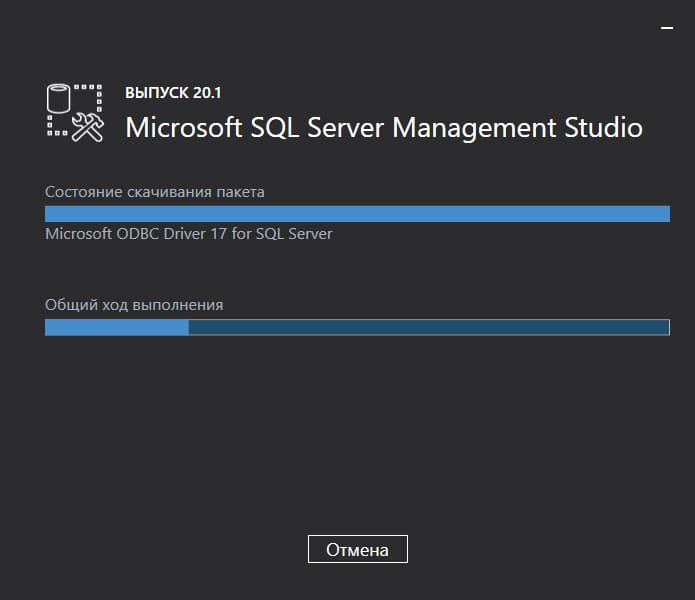 ВЫПУСК 20.1
Microsoft SQL Server Management Studio
Состояние скачивания пакета
Microsoft ODBC Driver 17 for SQL Server
Общий ход выполнения
Отмена